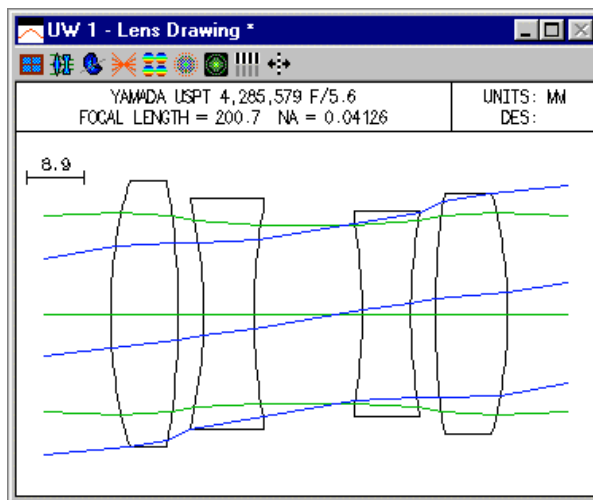 UW 1 - Lens Drawing *
YAMADA USPT 4,285,579 F/5.6
FOCAL LENGTH = 200.7 NA = 0.04126
UNITS: MM
DES:
8.9